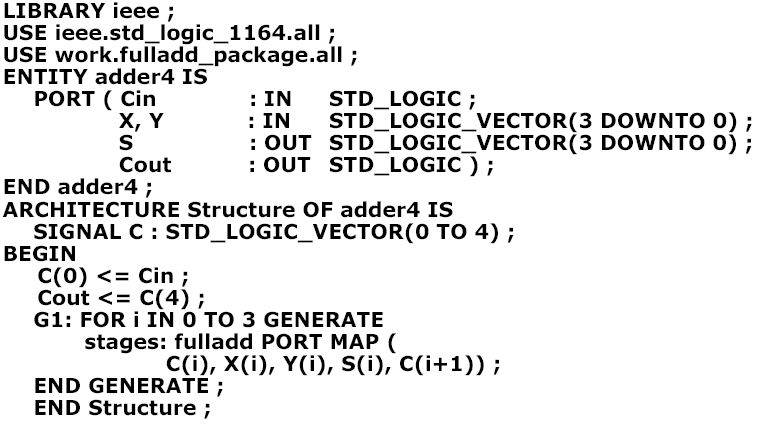 LIBRARY ieee ;
USE ieee.std_logic_1164.all ;
USE work.fulladd_package.all ;
ENTITY adder4 IS
PORT ( Cin : IN STD_LOGIC ;
X, Y : IN STD_LOGIC_VECTOR(3 DOWNTO 0) ;
S : OUT STD_LOGIC_VECTOR(3 DOWNTO 0) ;
Cout : OUT STD_LOGIC ) ;
END adder4 ;
ARCHITECTURE Structure OF adder4 IS
SIGNAL C : STD_LOGIC_VECTOR(0 TO 4) ;
BEGIN
C(0) <= Cin ;
Cout <= C(4) ;
G1: FOR i IN 0 TO 3 GENERATE
stages: fulladd PORT MAP (
C(i), X(i), Y(i), S(i), C(i+1)) ;
END GENERATE ;
END Structure ;